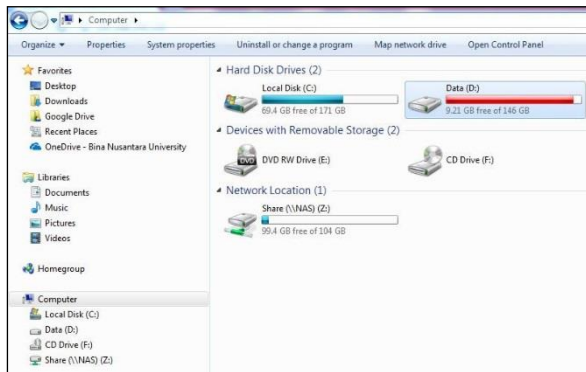 Computer
Organize Properties System properties Uninstall or change a program Map network drive Open Control Panel
Favorites
Desktop
Downloads
Google Drive
Recent Places
OneDrive - Bina Nusantara University
Libraries
Documents
Music
Pictures
Videos
Homegroup
Computer
Local Disk (C:)
Data (D:)
CD Drive (F:)
Share (\\NAS) (Z:)
Hard Disk Drives (2)
Local Disk (C:)
69.4 GB free of 171 GB
Data (D:)
9.21 GB free of 146 GB
Devices with Removable Storage (2)
DVD
DVD RW Drive (E:)
CD Drive (F:)
Network Location (1)
Share (\\NAS) (Z:)
99.4 GB free of 104 GB